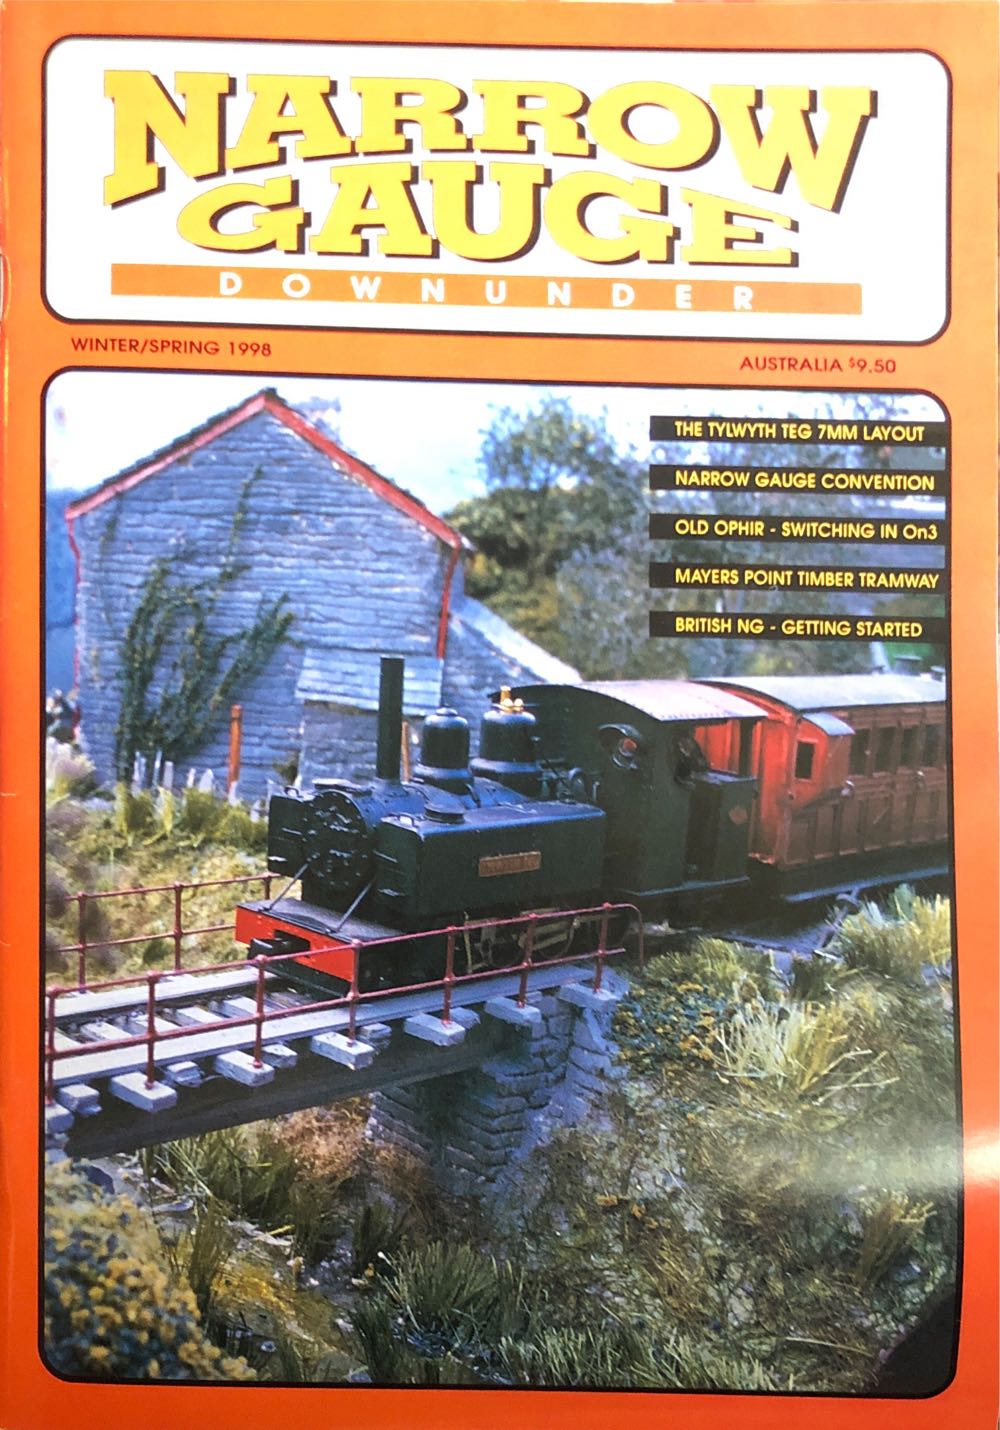 NARROW
GAUGE
DOWNUNDER
WINTER/SPRING 1998
AUSTRALIA $9.50
THE TYLWYTH TEG 7MM LAYOUT
NARROW GAUGE CONVENTION
OLD OPHIR - SWITCHING IN On3
MAYERS POINT TIMBER TRAMWAY
BRITISH NG - GETTING STARTED